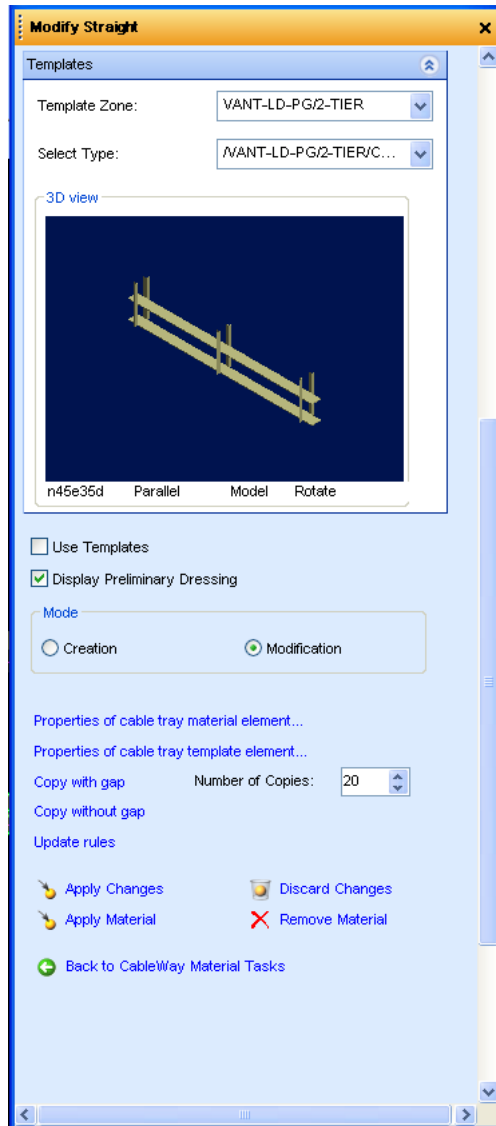 Modify Straight
Templates
Template Zone: VANT-LD-PG/2-TIER
Select Type: /VANT-LD-PG/2-TIER/C...
3D view
n45e35d Parallel Model Rotate
Use Templates
Display Preliminary Dressing
Mode
Creation Modification
Properties of cable tray material element...
Properties of cable tray template element...
Copy with gap Number of Copies: 20
Copy without gap
Update rules
Apply Changes Discard Changes
Apply Material Remove Material
Back to CableWay Material Tasks